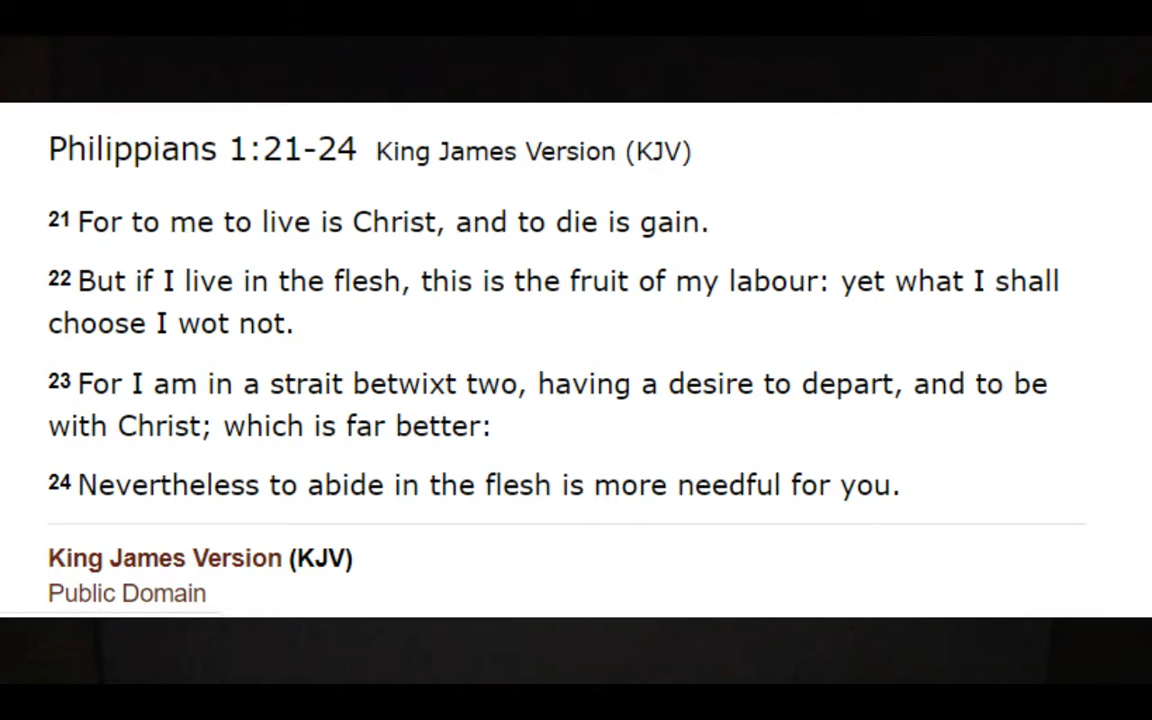 Philippians 1:21-24 King James Version (KJV)
21 For to me to live is Christ, and to die is gain.
22 But if I live in the flesh, this is the fruit of my labour: yet what I shall
choose I wot not.
23 For I am in a strait betwixt two, having a desire to depart, and to be
with Christ; which is far better:
24 Nevertheless to abide in the flesh is more needful for you.
King James Version (KJV)
Public Domain